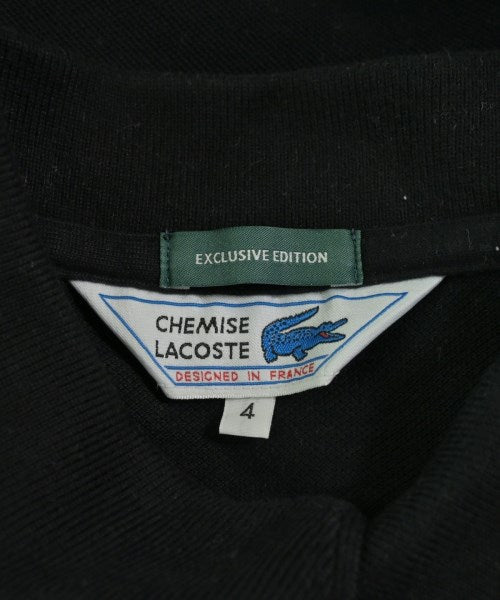 EXCLUSIVE EDITION
CHEMISE
LACOSTE
DESIGNED IN FRANCE
4